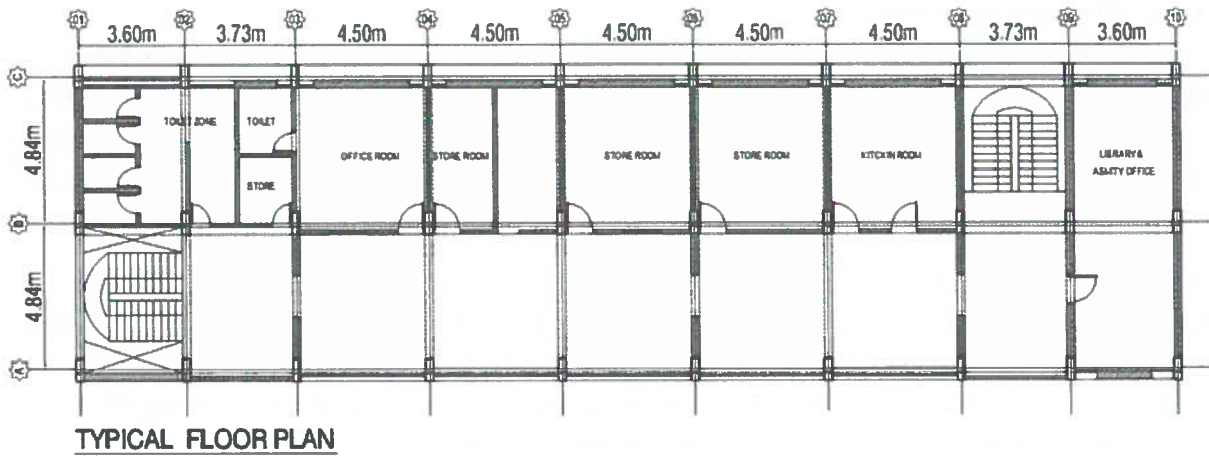 01 02 03 04 05 06 07 08 09 10
3.60m 3.73m 4.50m 4.50m 4.50m 4.50m 4.50m 3.73m 3.60m
C
TOILET ZONE TOILET
4.84m
OFFICE ROOM STORE ROOM STORE ROOM STORE ROOM KITCKIN ROOM
LIBRARY &
ASMITY OFFICE
STORE
B
4.84m
A
TYPICAL FLOOR PLAN